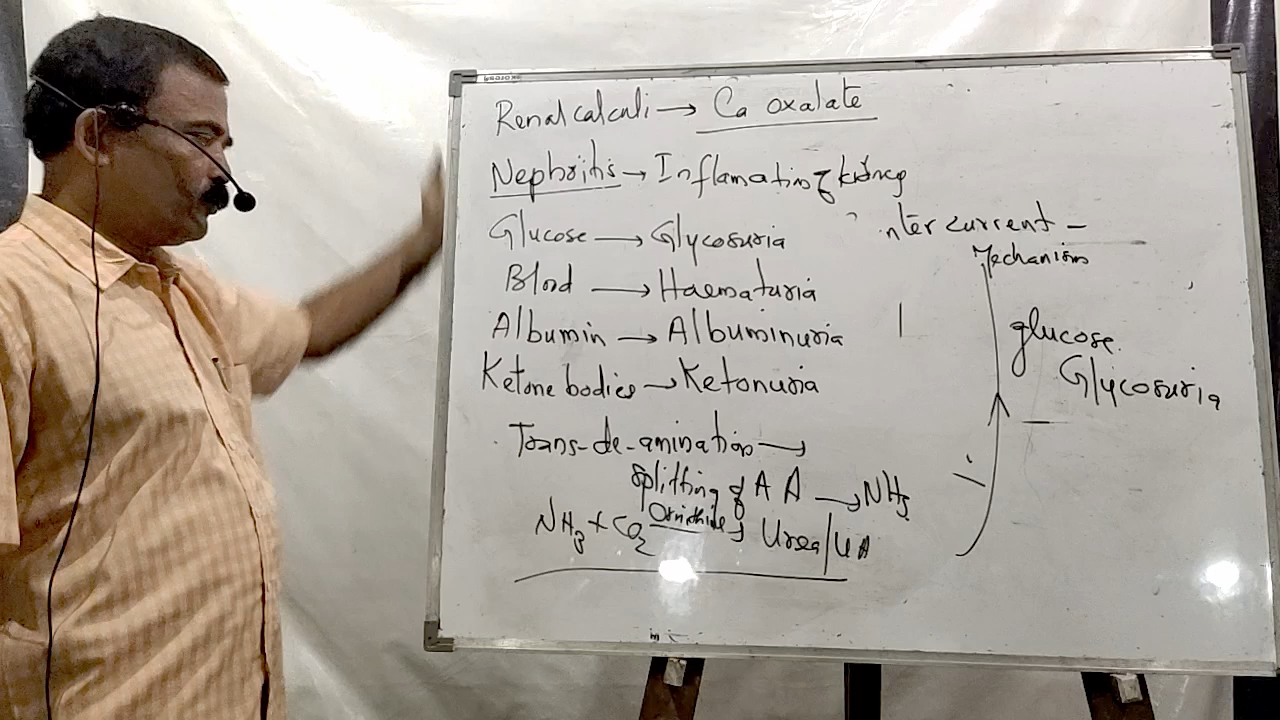 Renal calculi → Ca oxalate
Nephritis → Inflamation of kidney
Glucose → Glycosuria
Blood → Haematuria
Albumin → Albuminuria
Ketone bodies → Ketonuria
Trans-de-amination →
Splitting of A A → NH3
NH3 + CO2 Ornithine → Urea/UA
nter current -
Mechanism
glucose.
Glycosuria